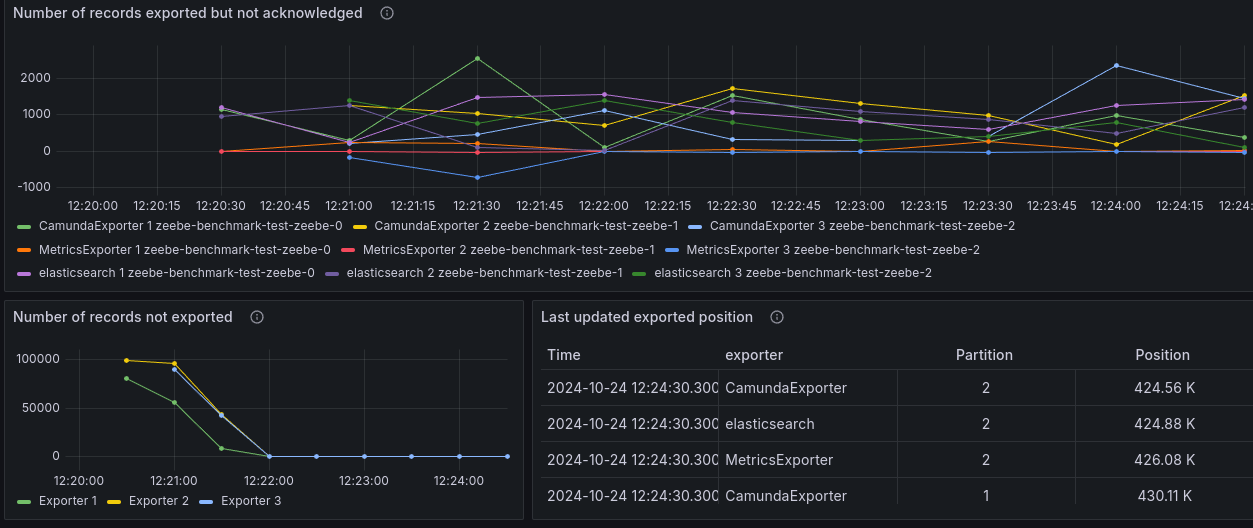 Number of records exported but not acknowledged
2000
1000
0
-1000
12:20:00 12:20:15 12:20:30 12:20:45 12:21:00 12:21:15 12:21:30 12:21:45 12:22:00 12:22:15 12:22:30 12:22:45 12:23:00 12:23:15 12:23:30 12:23:45 12:24:00 12:24:15 12:24:
CamundaExporter 1 zeebe-benchmark-test-zeebe-0 CamundaExporter 2 zeebe-benchmark-test-zeebe-1 CamundaExporter 3 zeebe-benchmark-test-zeebe-2
MetricsExporter 1 zeebe-benchmark-test-zeebe-0 MetricsExporter 2 zeebe-benchmark-test-zeebe-1 MetricsExporter 3 zeebe-benchmark-test-zeebe-2
elasticsearch 1 zeebe-benchmark-test-zeebe-0 elasticsearch 2 zeebe-benchmark-test-zeebe-1 elasticsearch 3 zeebe-benchmark-test-zeebe-2
Number of records not exported
100000
50000
0
12:20:00 12:21:00 12:22:00 12:23:00 12:24:00
Exporter 1 Exporter 2 Exporter 3
Last updated exported position
Time exporter Partition Position
2024-10-24 12:24:30.300 CamundaExporter 2 424.56 K
2024-10-24 12:24:30.300 elasticsearch 2 424.88 K
2024-10-24 12:24:30.300 MetricsExporter 2 426.08 K
2024-10-24 12:24:30.300 CamundaExporter 1 430.11 K